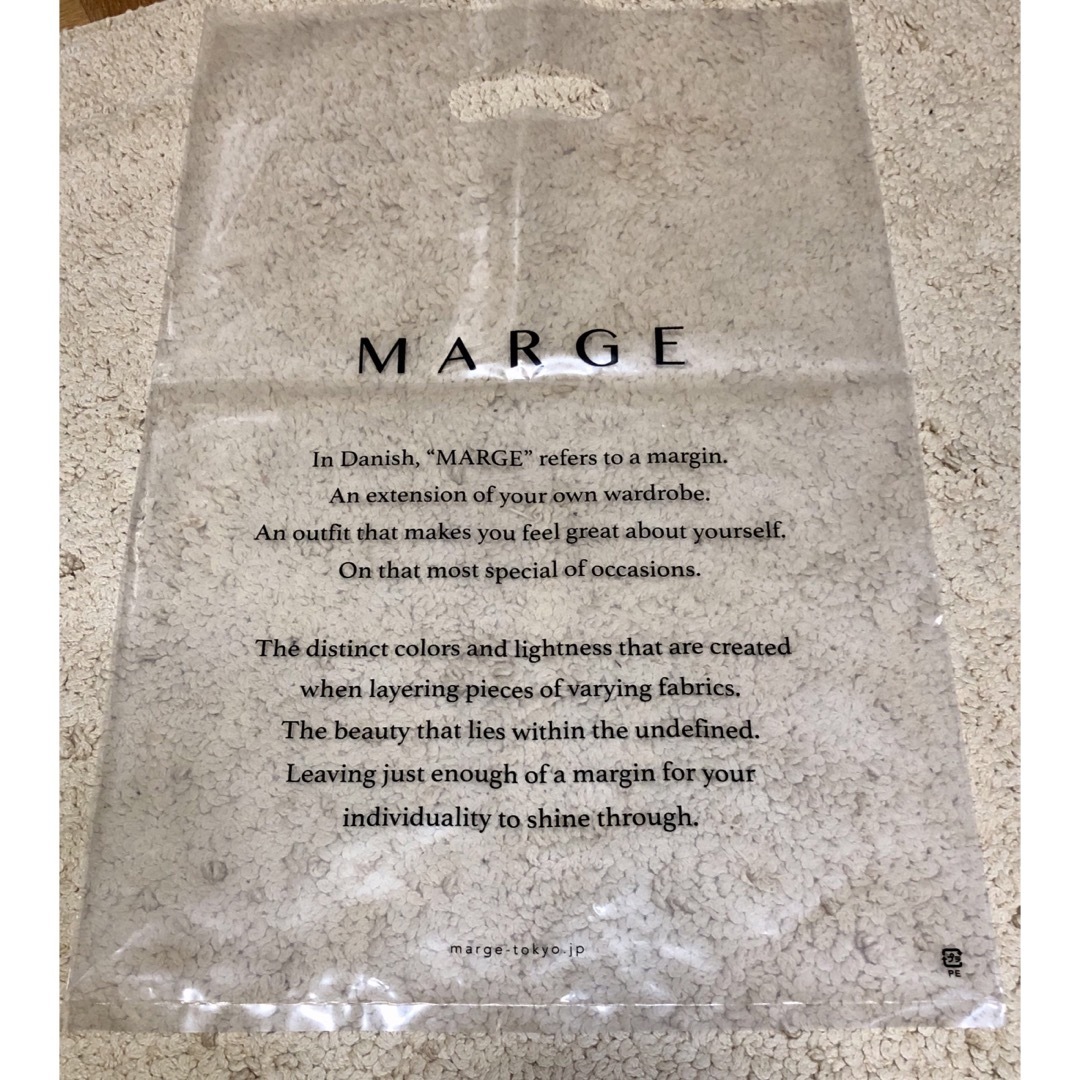 MARGE
In Danish, “MARGE” refers to a margin.
An extension of your own wardrobe.
An outfit that makes you feel great about yourself.
On that most special of occasions.
The distinct colors and lightness that are created
when layering pieces of varying fabrics.
The beauty that lies within the undefined.
Leaving just enough of a margin for your
individuality to shine through.
marge-tokyo.jp
プラ
PE